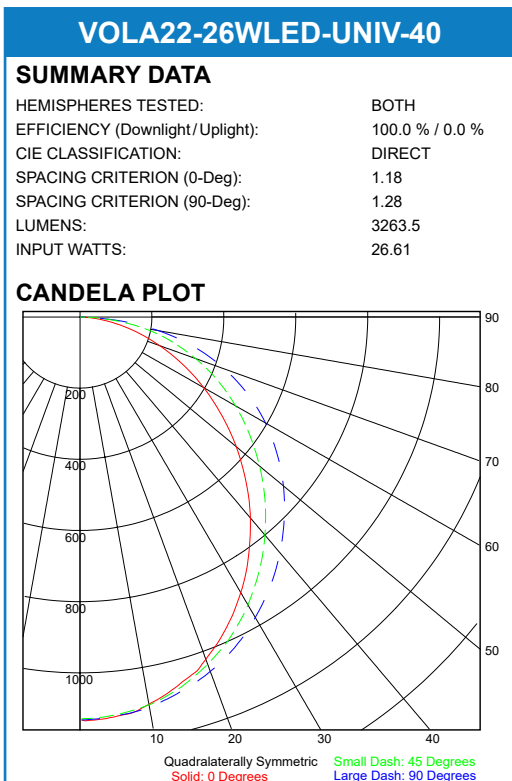 VOLA22-26WLED-UNIV-40
SUMMARY DATA
HEMISPHERES TESTED: BOTH
EFFICIENCY (Downlight/Uplight): 100.0 % / 0.0 %
CIE CLASSIFICATION: DIRECT
SPACING CRITERION (0-Deg): 1.18
SPACING CRITERION (90-Deg): 1.28
LUMENS: 3263.5
INPUT WATTS: 26.61
CANDELA PLOT
90
80
200
70
400
600
60
800
50
1000
10 20 30 40
Quadralaterally Symmetric Small Dash: 45 Degrees
Solid: 0 Degrees Large Dash: 90 Degrees